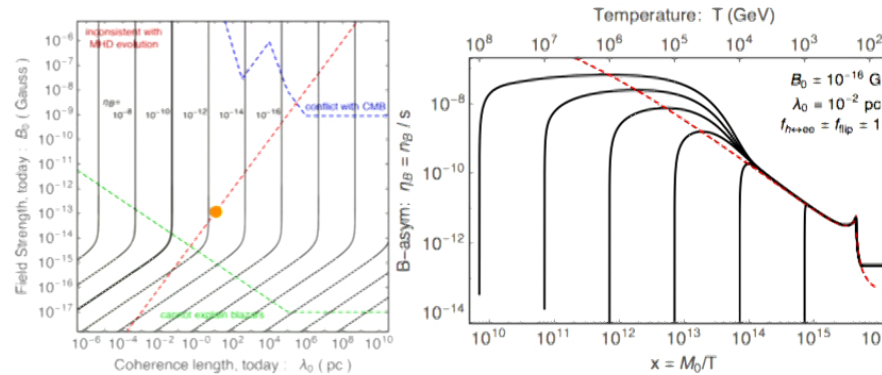 inconsistent with
MHD evolution
η_B=
10^-8
10^-10
10^-12
10^-14
10^-16
conflict with CMB
cannot explain blazars
Field Strength, today : B_0 (Gauss)
10^-6
10^-7
10^-8
10^-9
10^-10
10^-11
10^-12
10^-13
10^-14
10^-15
10^-16
10^-17
10^-6 10^-4 10^-2 10^0 10^2 10^4 10^6 10^8 10^10
Coherence length, today : λ_0 (pc)
Temperature: T (GeV)
10^8 10^7 10^6 10^5 10^4 10^3 10^2
B_0 = 10^-16 G
λ_0 = 10^-2 pc
f_h↔ee = f_flip = 1
B-asym; η_B = n_B / s
10^-8
10^-10
10^-12
10^-14
10^10 10^11 10^12 10^13 10^14 10^15 10
x = M_0/T